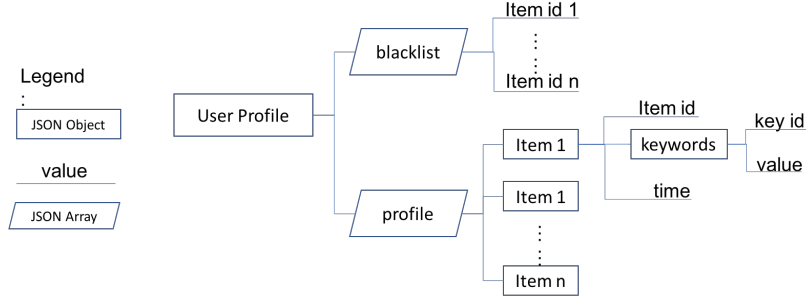 Legend
:
JSON Object
value
JSON Array
User Profile
blacklist
Item id 1
Item id n
profile
Item 1
Item id
keywords
key id
value
time
Item 1
Item n